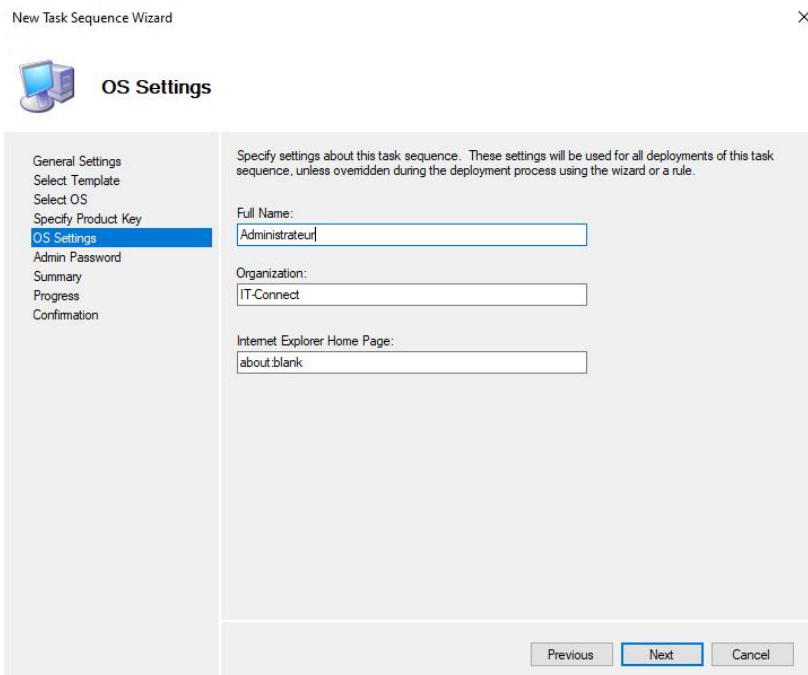 New Task Sequence Wizard
OS Settings
General Settings
Select Template
Select OS
Specify Product Key
OS Settings
Admin Password
Summary
Progress
Confirmation
Specify settings about this task sequence.  These settings will be used for all deployments of this task
sequence, unless overridden during the deployment process using the wizard or a rule.
Full Name:
Administrateur
Organization:
IT-Connect
Internet Explorer Home Page:
about:blank
Previous
Next
Cancel